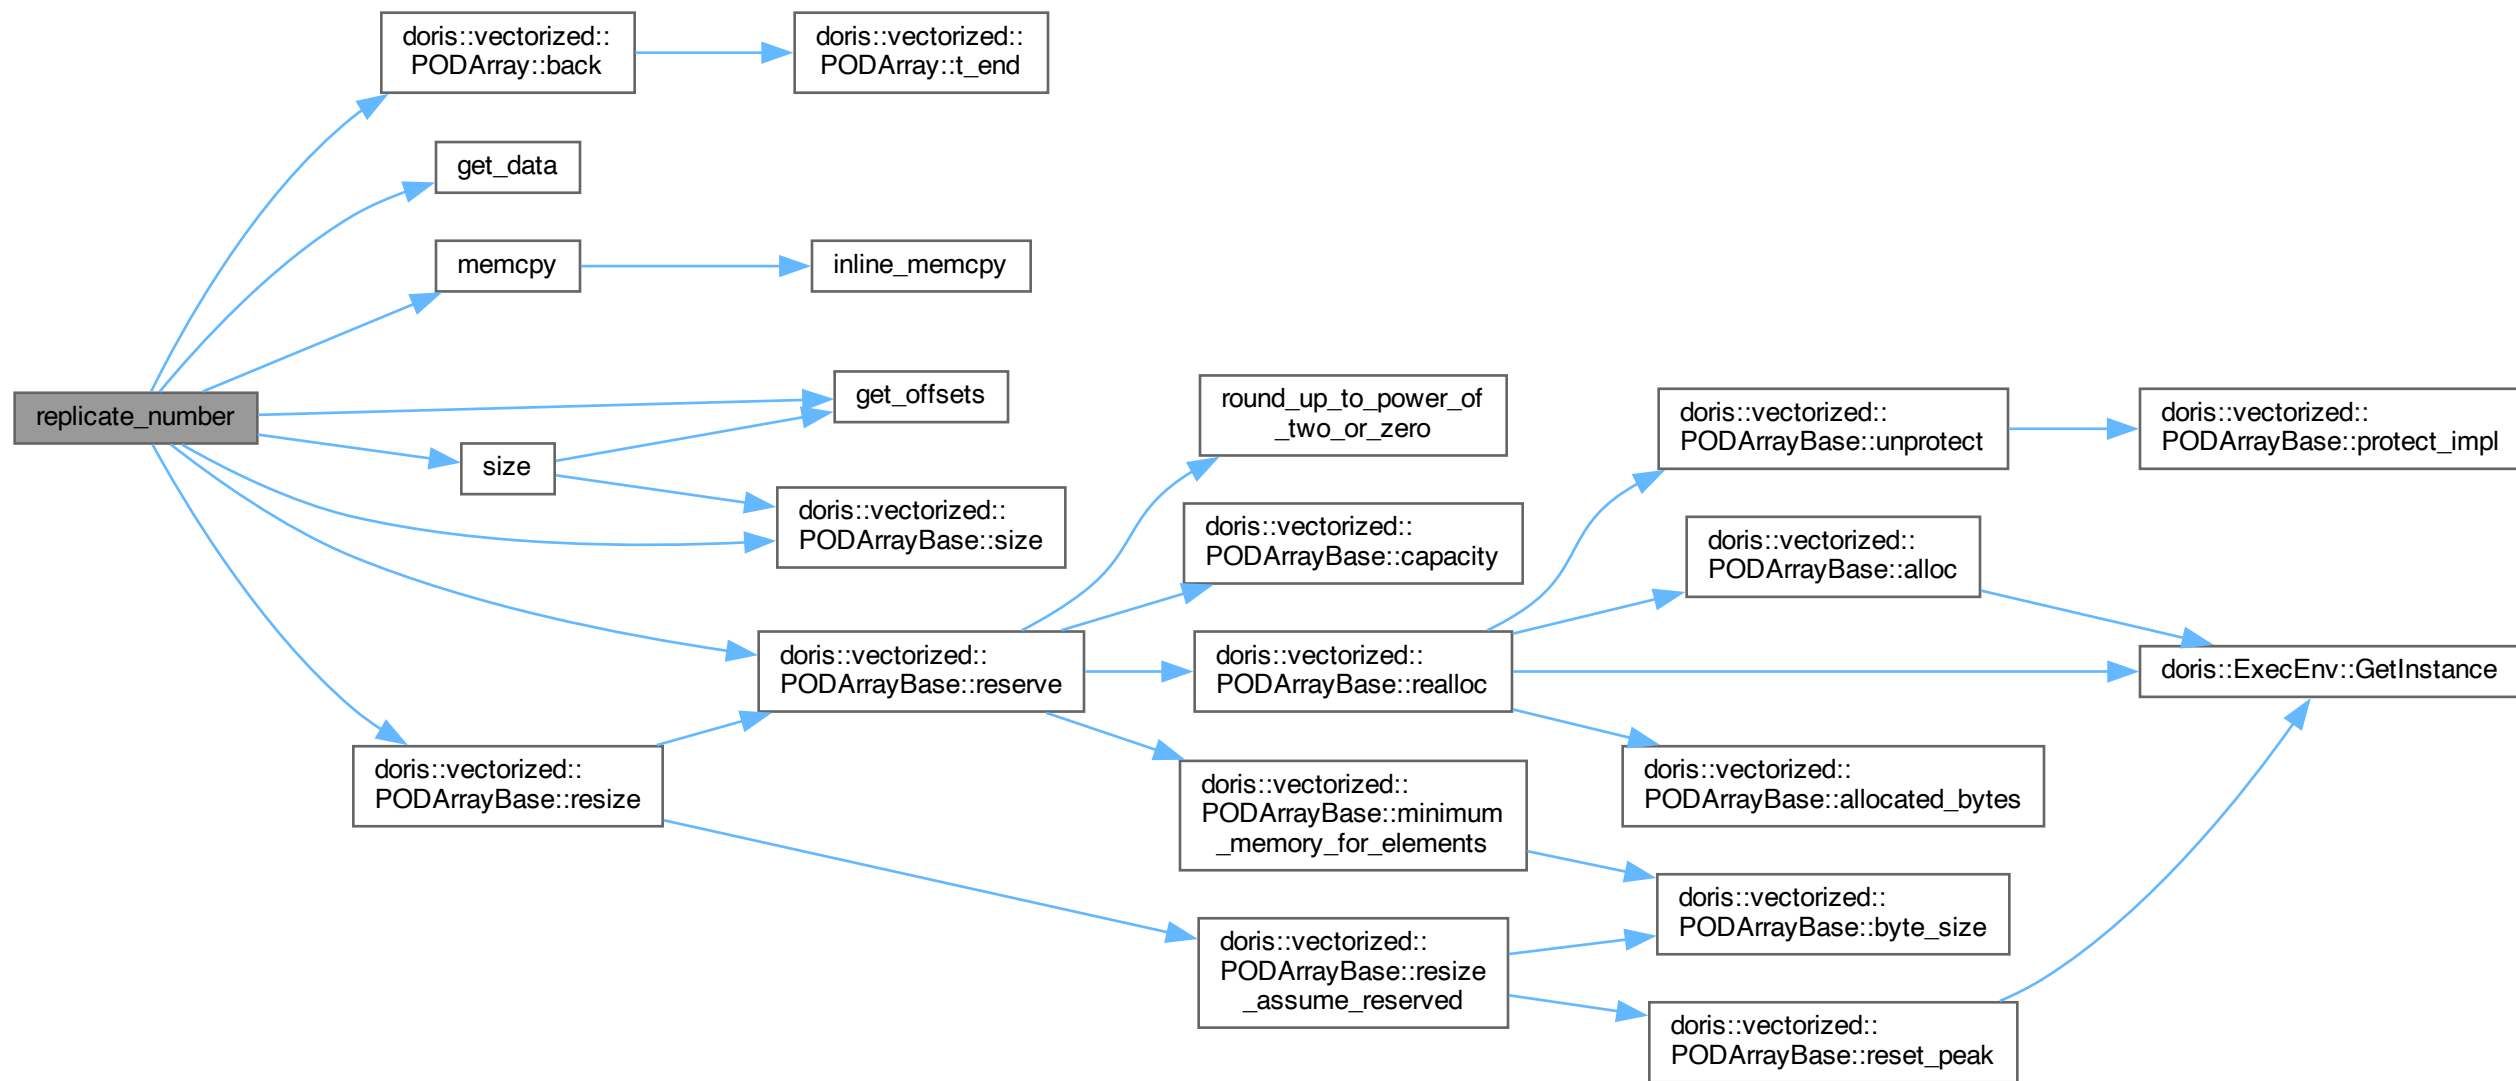 doris::vectorized::
PODArray::back
doris::vectorized::
PODArray::t_end
get_data
memcpy
inline_memcpy
replicate_number
get_offsets
size
doris::vectorized::
PODArrayBase::size
round_up_to_power_of
_two_or_zero
doris::vectorized::
PODArrayBase::capacity
doris::vectorized::
PODArrayBase::unprotect
doris::vectorized::
PODArrayBase::protect_impl
doris::vectorized::
PODArrayBase::alloc
doris::vectorized::
PODArrayBase::reserve
doris::vectorized::
PODArrayBase::realloc
doris::ExecEnv::GetInstance
doris::vectorized::
PODArrayBase::resize
doris::vectorized::
PODArrayBase::minimum
_memory_for_elements
doris::vectorized::
PODArrayBase::allocated_bytes
doris::vectorized::
PODArrayBase::byte_size
doris::vectorized::
PODArrayBase::resize
_assume_reserved
doris::vectorized::
PODArrayBase::reset_peak